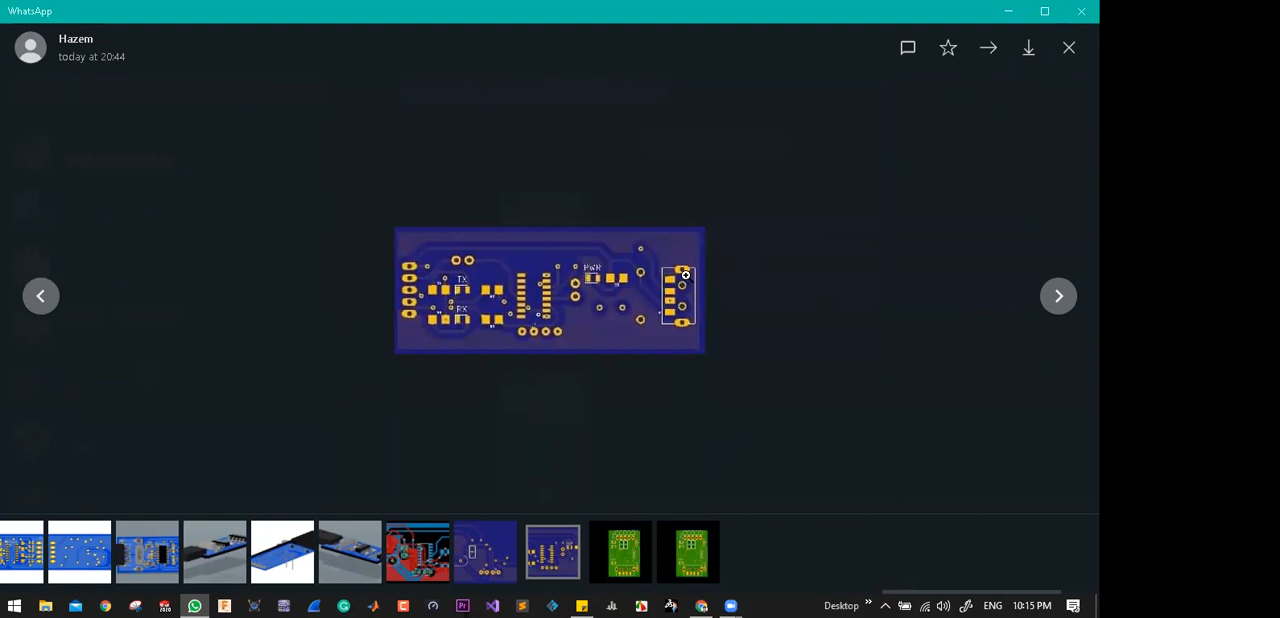 WhatsApp
Hazem
today at 20:44
PWR
TX
RX
Desktop
ENG
10:15 PM